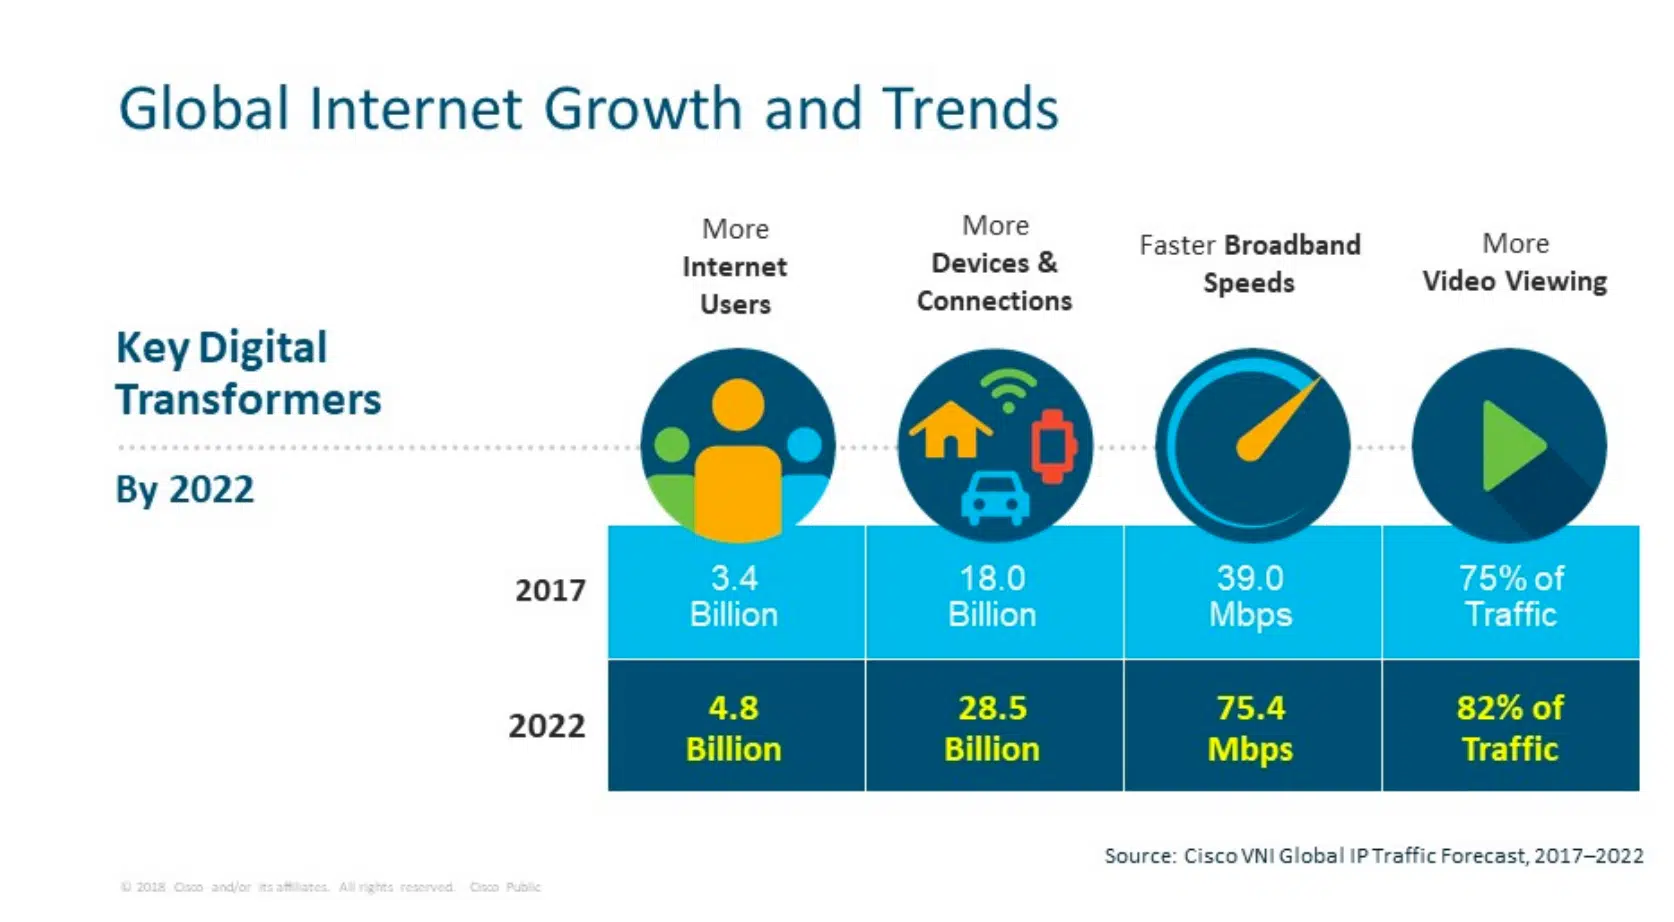 Global Internet Growth and Trends
More
Internet
Users
More
Devices &
Connections
Faster Broadband
Speeds
More
Video Viewing
Key Digital
Transformers
By 2022
2017
3.4
Billion
18.0
Billion
39.0
Mbps
75% of
Traffic
2022
4.8
Billion
28.5
Billion
75.4
Mbps
82% of
Traffic
Source: Cisco VNI Global IP Traffic Forecast, 2017–2022
© 2018 Cisco and/or its affiliates. All rights reserved. Cisco Public